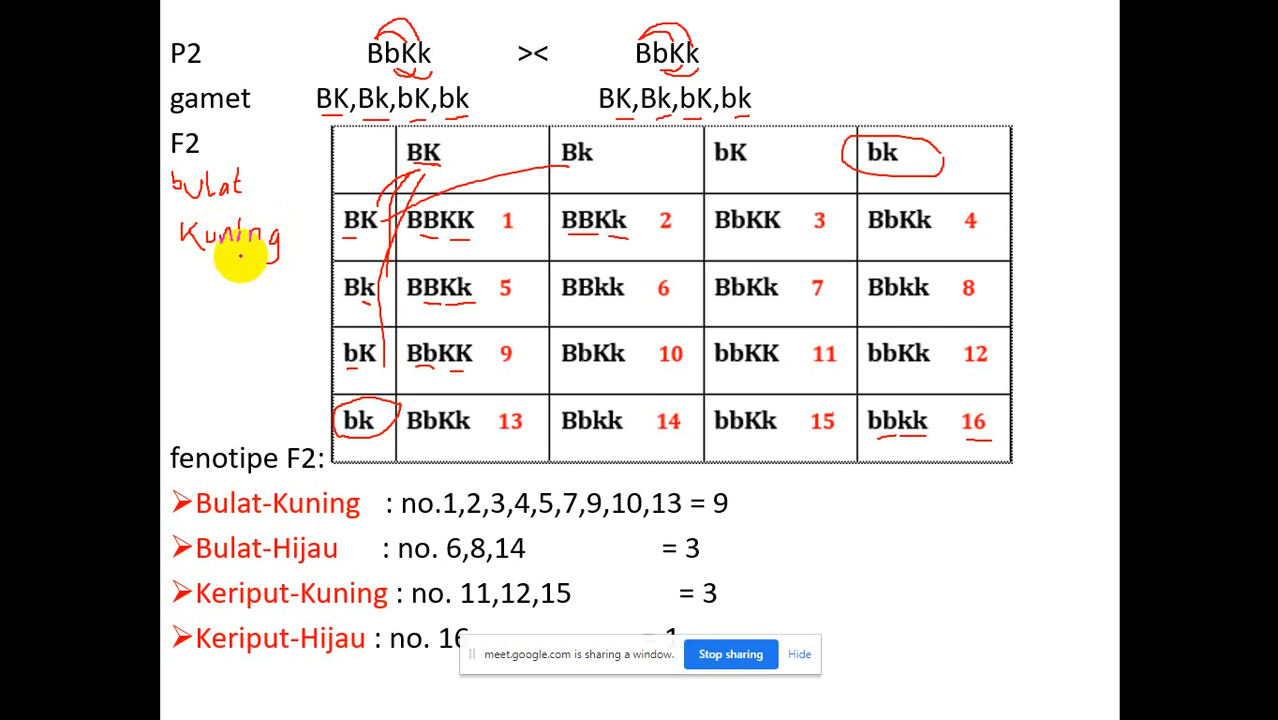 P2 BbKk >< BbKk
gamet BK,Bk,bK,bk BK,Bk,bK,bk
F2
BK Bk bK bk
bulat
Kuning
BK BBKK 1 BBKk 2 BbKK 3 BbKk 4
Bk BBKk 5 BBkk 6 BbKk 7 Bbkk 8
bK BbKK 9 BbKk 10 bbKK 11 bbKk 12
bk BbKk 13 Bbkk 14 bbKk 15 bbkk 16
fenotipe F2:
➢Bulat-Kuning : no.1,2,3,4,5,7,9,10,13 = 9
➢Bulat-Hijau : no. 6,8,14 = 3
➢Keriput-Kuning : no. 11,12,15 = 3
➢Keriput-Hijau : no. 16 = 1
meet.google.com is sharing a window. Stop sharing Hide